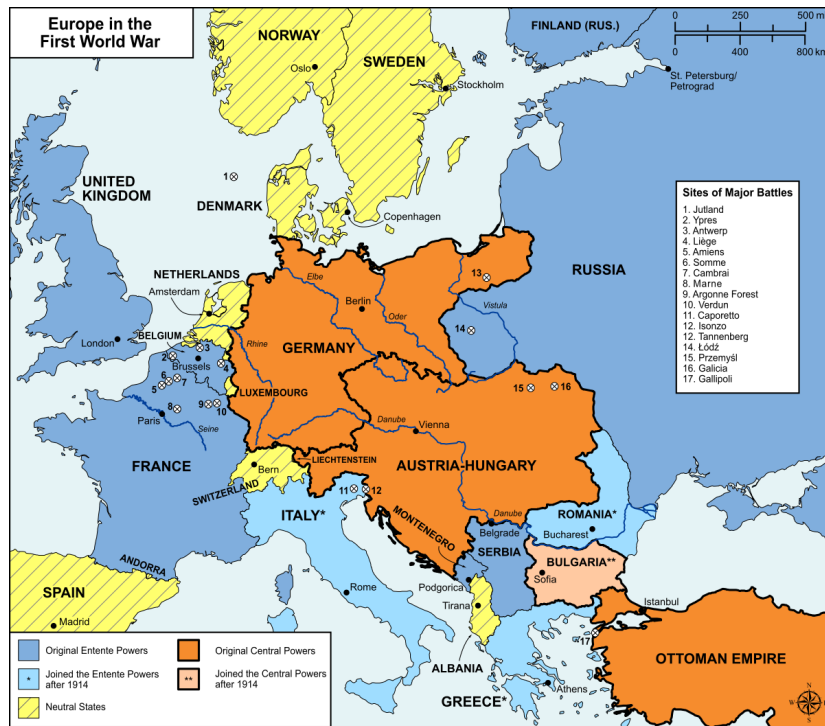 Europe in the
First World War
NORWAY
Oslo
SWEDEN
Stockholm
FINLAND (RUS.)
0 250 500 m
0 400 800 km
St. Petersburg/
Petrograd
UNITED
KINGDOM
London
1
DENMARK
Copenhagen
Sites of Major Battles
1. Jutland
2. Ypres
3. Antwerp
4. Liège
5. Amiens
6. Somme
7. Cambrai
8. Marne
9. Argonne Forest
10. Verdun
11. Caporetto
12. Isonzo
12. Tannenberg
14. Łódź
15. Przemyśl
16. Galicia
17. Gallipoli
RUSSIA
NETHERLANDS
Amsterdam
Elbe
Berlin
Oder
13
Vistula
14
BELGIUM
3
2
Brussels
4
Rhine
GERMANY
6
5
7
LUXEMBOURG
8
9
10
Paris
Seine
15
16
Danube
Vienna
FRANCE
Bern
LIECHTENSTEIN
SWITZERLAND
AUSTRIA-HUNGARY
11
12
ITALY*
MONTENEGRO
Danube
Belgrade
ROMANIA*
Bucharest
SERBIA
BULGARIA**
Sofia
ANDORRA
SPAIN
Madrid
Rome
Podgorica
Tirana
ALBANIA
Istanbul
17
OTTOMAN EMPIRE
GREECE*
Athens
Original Entente Powers
Original Central Powers
* Joined the Entente Powers
after 1914
** Joined the Central Powers
after 1914
Neutral States
N
W
E
S